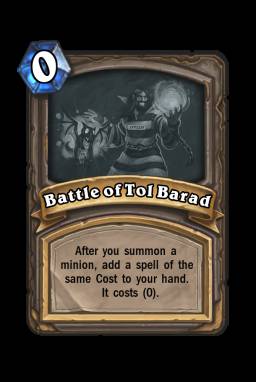 0
Battle of Tol Barad
After you summon a
minion, add a spell of the
same Cost to your hand.
It costs (0).